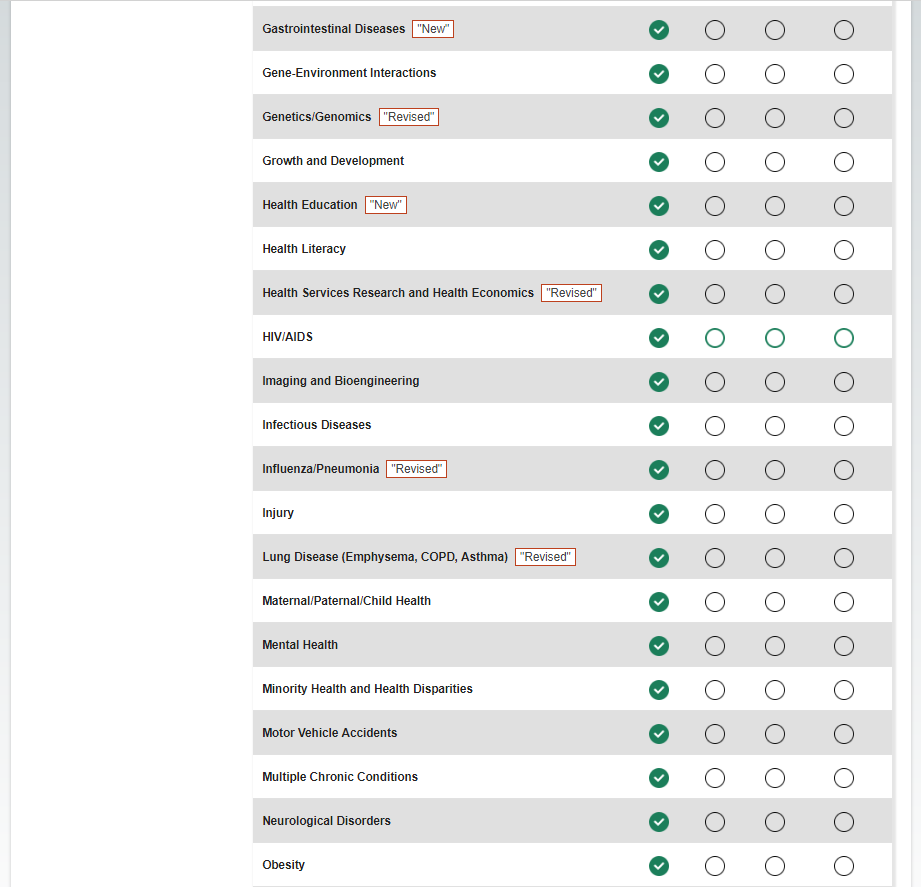 Gastrointestinal Diseases "New"
Gene-Environment Interactions
Genetics/Genomics "Revised"
Growth and Development
Health Education "New"
Health Literacy
Health Services Research and Health Economics "Revised"
HIV/AIDS
Imaging and Bioengineering
Infectious Diseases
Influenza/Pneumonia "Revised"
Injury
Lung Disease (Emphysema, COPD, Asthma) "Revised"
Maternal/Paternal/Child Health
Mental Health
Minority Health and Health Disparities
Motor Vehicle Accidents
Multiple Chronic Conditions
Neurological Disorders
Obesity